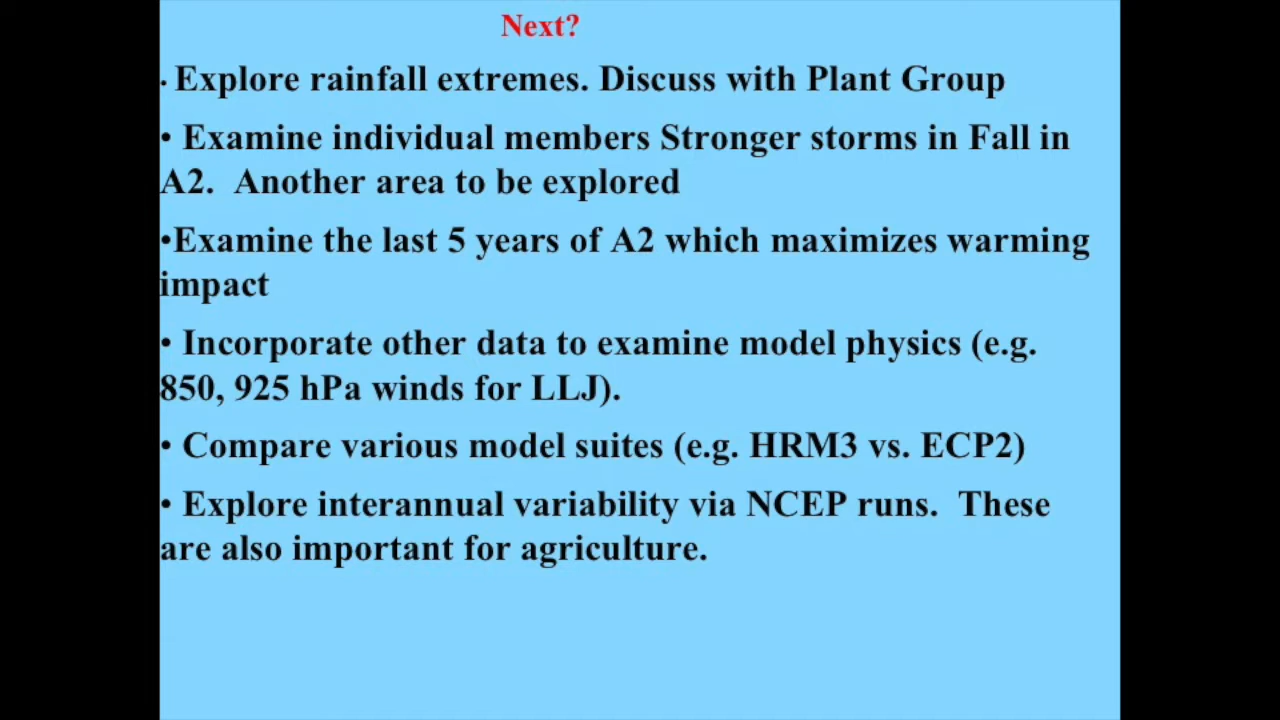 Next?
• Explore rainfall extremes. Discuss with Plant Group
• Examine individual members Stronger storms in Fall in
A2.  Another area to be explored
•Examine the last 5 years of A2 which maximizes warming
impact
• Incorporate other data to examine model physics (e.g.
850, 925 hPa winds for LLJ).
• Compare various model suites (e.g. HRM3 vs. ECP2)
• Explore interannual variability via NCEP runs.  These
are also important for agriculture.